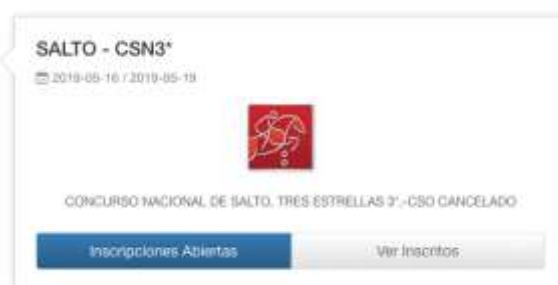 SALTO - CSN3*
2019-05-16 / 2019-05-19
CONCURSO NACIONAL DE SALTO, TRES ESTRELLAS 3*.-CSO CANCELADO
Inscripciones Abiertas
Ver Inscritos